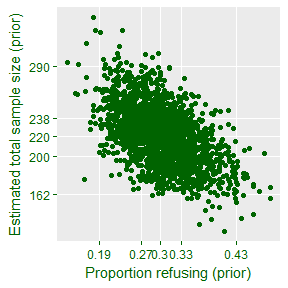 Estimated total sample size (prior)
290
238
220
200
162
0.19 0.27 0.3 0.33 0.43
Proportion refusing (prior)